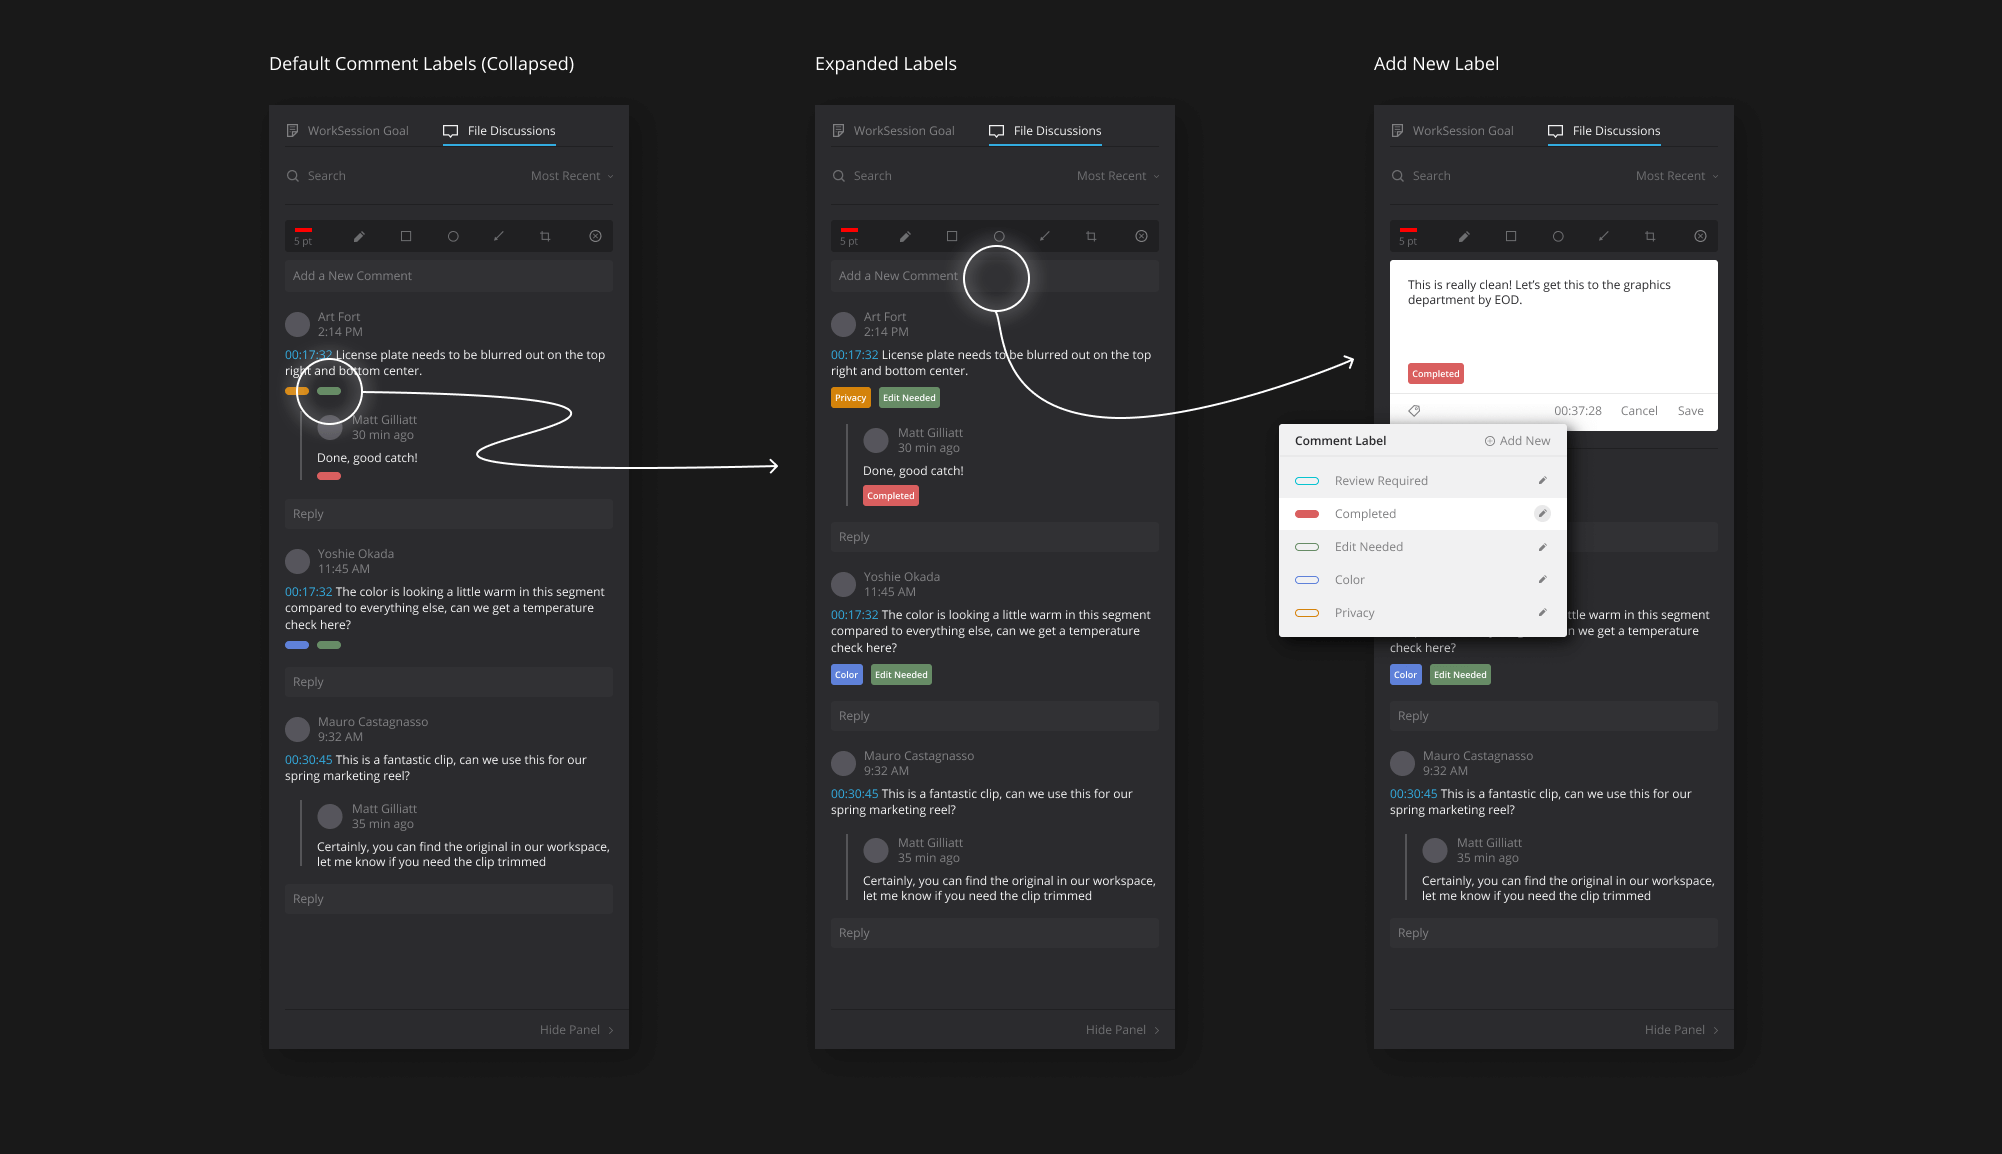 Default Comment Labels (Collapsed)
WorkSession Goal
File Discussions
Search
Most Recent
5 pt
Add a New Comment
Art Fort
2:14 PM
00:17:32 License plate needs to be blurred out on the top
right and bottom center.
Matt Gilliatt
30 min ago
Done, good catch!
Reply
Yoshie Okada
11:45 AM
00:17:32 The color is looking a little warm in this segment
compared to everything else, can we get a temperature
check here?
Reply
Mauro Castagnasso
9:32 AM
00:30:45 This is a fantastic clip, can we use this for our
spring marketing reel?
Matt Gilliatt
35 min ago
Certainly, you can find the original in our workspace,
let me know if you need the clip trimmed
Reply
Hide Panel
Expanded Labels
WorkSession Goal
File Discussions
Search
Most Recent
5 pt
Add a New Comment
Art Fort
2:14 PM
00:17:32 License plate needs to be blurred out on the top
right and bottom center.
Privacy
Edit Needed
Matt Gilliatt
30 min ago
Done, good catch!
Completed
Reply
Yoshie Okada
11:45 AM
00:17:32 The color is looking a little warm in this segment
compared to everything else, can we get a temperature
check here?
Color
Edit Needed
Reply
Mauro Castagnasso
9:32 AM
00:30:45 This is a fantastic clip, can we use this for our
spring marketing reel?
Matt Gilliatt
35 min ago
Certainly, you can find the original in our workspace,
let me know if you need the clip trimmed
Reply
Hide Panel
Add New Label
WorkSession Goal
File Discussions
Search
Most Recent
5 pt
This is really clean! Let's get this to the graphics
department by EOD.
Completed
00:37:28
Cancel
Save
Comment Label
Add New
Review Required
Completed
Edit Needed
Color
Privacy
warm in this segment
we get a temperature
check here?
Color
Edit Needed
Reply
Mauro Castagnasso
9:32 AM
00:30:45 This is a fantastic clip, can we use this for our
spring marketing reel?
Matt Gilliatt
35 min ago
Certainly, you can find the original in our workspace,
let me know if you need the clip trimmed
Reply
Hide Panel